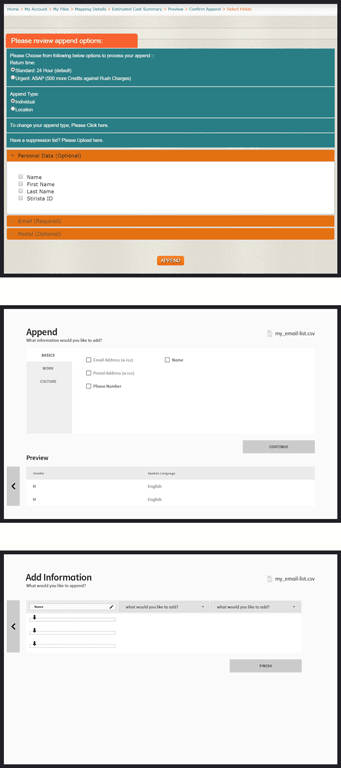 Home > My Account > My Files > Mapping Details > Estimated Cost Summary > Preview > Confirm Append > Select Fields
Please review append options:
Please Choose from following below options to process your append :
Return time:
Standard: 24 Hour (default)
Urgent: ASAP (500 more Credits against Rush Charges)
Append Type:
Individual
Location
To change your append type, Please Click here.
Have a suppression list? Please Upload here.
Personal Data (Optional)
Name
First Name
Last Name
Stirista ID
Email (Required)
Postal (Optional)
APPEND
Append
What information would you like to add?
my_email-list.csv
BASICS
WORK
CULTURE
Email Address (in file)
Name
Postal Address (in file)
Phone Number
CONTINUE
Preview
Gender
Spoken Language
M
English
M
English
Add Information
What would you like to append?
my_email-list.csv
Name
what would you like to add?
what would you like to add?
FINISH